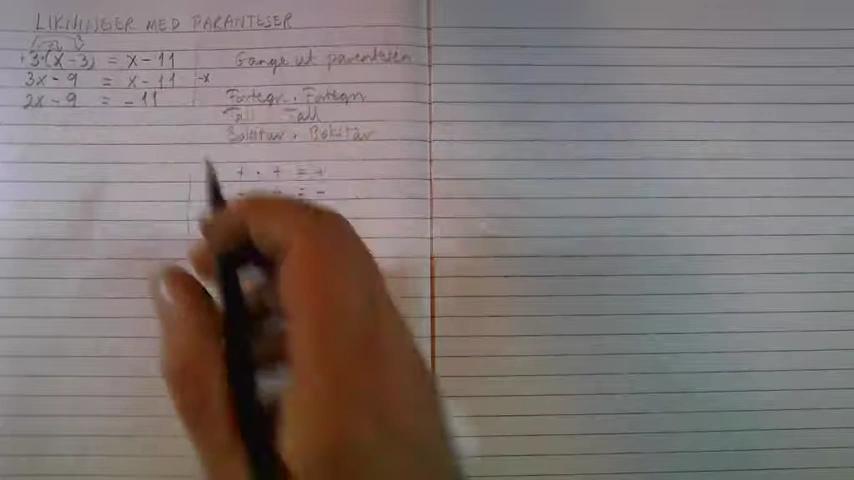 LIKNINGER MED PARANTESER
+3·(x-3) = x-11 Gange ut parentesen
3x-9 = x-11 |-x
2x-9 = -11 Fortegn · Fortegn
Tall Tall
Bokstav · Bokstav
+ · + = +
= -